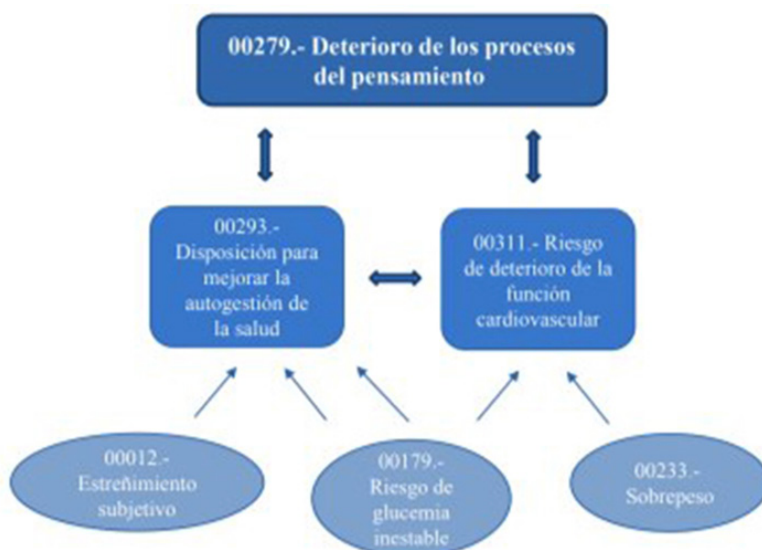 00279.- Deterioro de los procesos
del pensamiento
00293.-
Disposición para
mejorar la
autogestión de
la salud
00311.- Riesgo
de deterioro de la
función
cardiovascular
00012.-
Estreñimiento
subjetivo
00179.-
Riesgo de
glucemia
inestable
00233.-
Sobrepeso